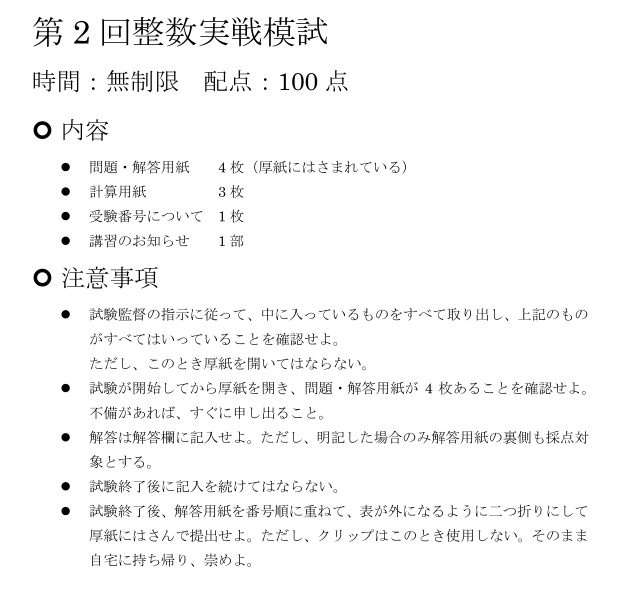 第 2 回整数実戦模試
時間：無制限　配点：100 点
内容
● 問題・解答用紙　4 枚（厚紙にはさまれている）
● 計算用紙　3 枚
● 受験番号について　1 枚
● 講習のお知らせ　1 部
注意事項
● 試験監督の指示に従って、中に入っているものをすべて取り出し、上記のもの
がすべてはいっていることを確認せよ。
ただし、このとき厚紙を開いてはならない。
● 試験が開始してから厚紙を開き、問題・解答用紙が 4 枚あることを確認せよ。
不備があれば、すぐに申し出ること。
● 解答は解答欄に記入せよ。ただし、明記した場合のみ解答用紙の裏側も採点対
象とする。
● 試験終了後に記入を続けてはならない。
● 試験終了後、解答用紙を番号順に重ねて、表が外になるように二つ折りにして
厚紙にはさんで提出せよ。ただし、クリップはこのとき使用しない。そのまま
自宅に持ち帰り、崇めよ。